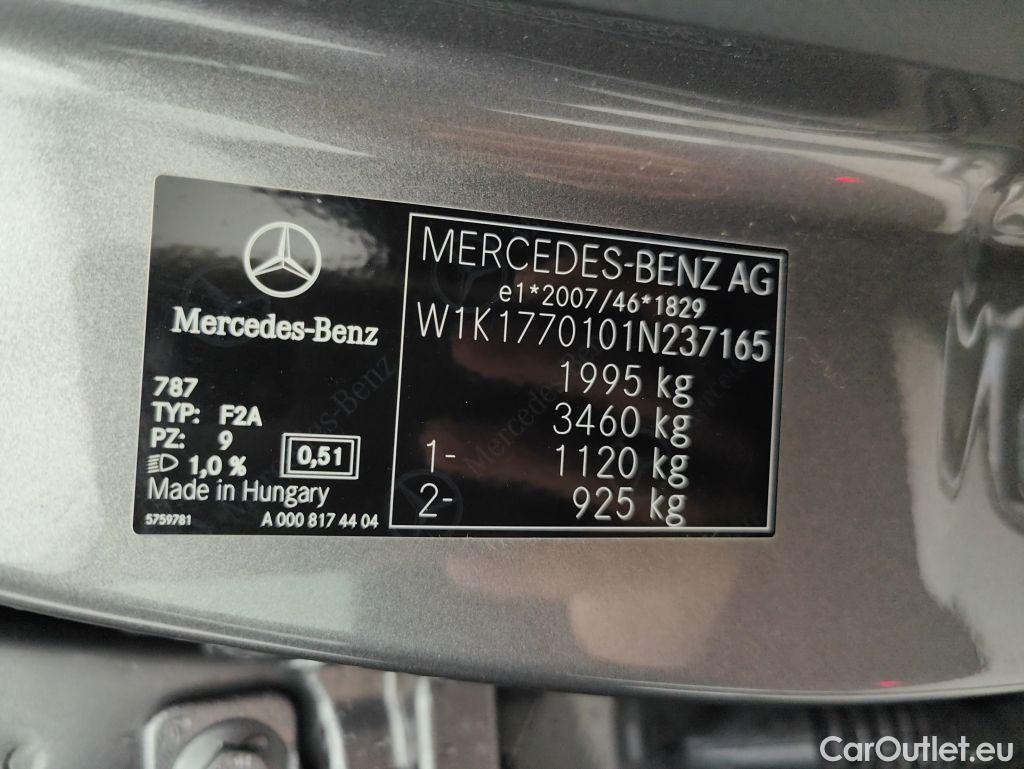 Mercedes-Benz
787
TYP: F2A
PZ: 9
1,0 %
0,51
Made in Hungary
5759781
A 000 817 44 04
MERCEDES-BENZ AG
e1*2007/46*1829
W1K1770101N237165
1995 kg
3460 kg
1- 1120 kg
2- 925 kg
CarOutlet.eu